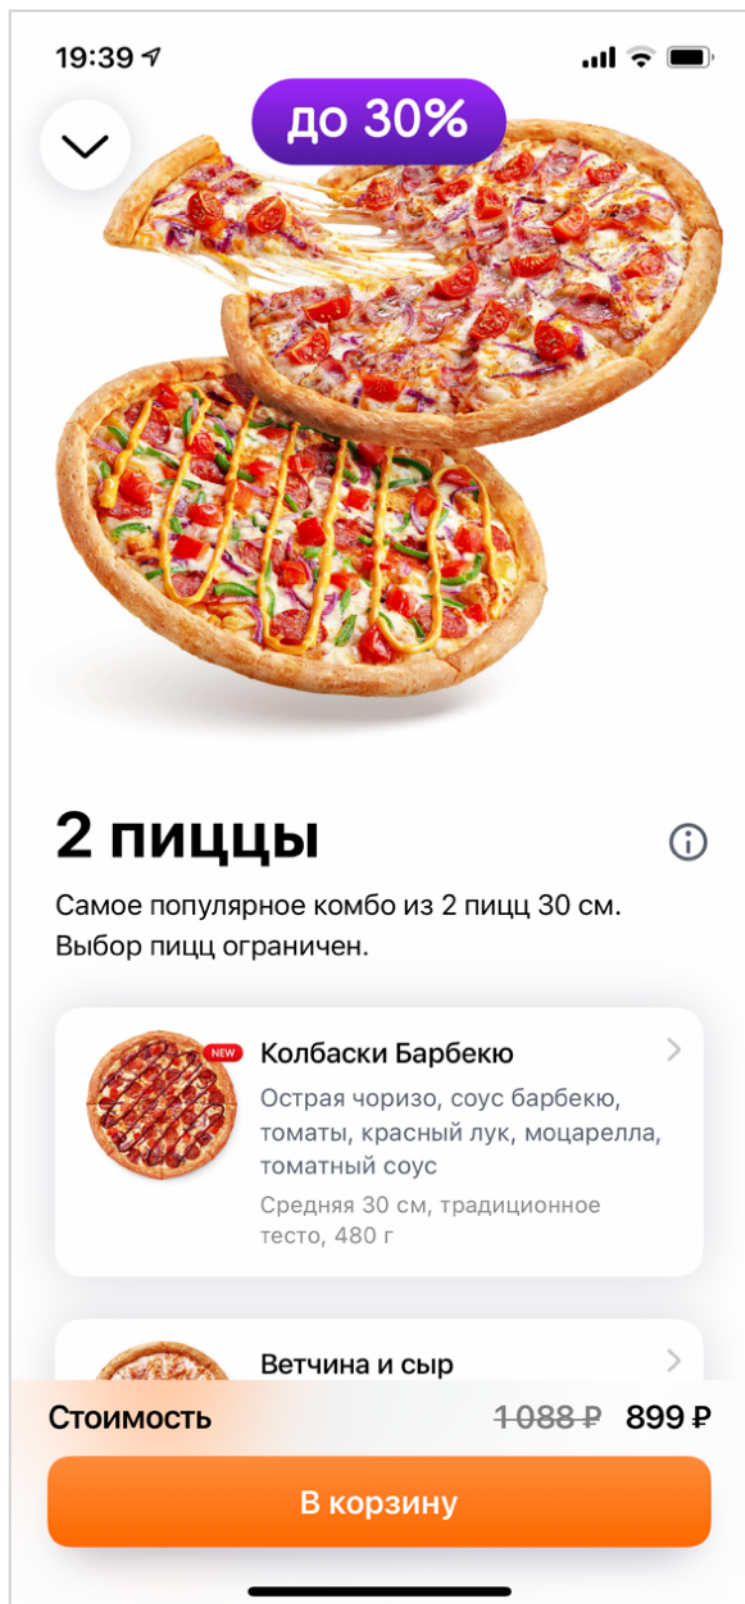 19:39
до 30%
2 пиццы
Самое популярное комбо из 2 пицц 30 см.
Выбор пицц ограничен.
NEW
Колбаски Барбекю
Острая чоризо, соус барбекю,
томаты, красный лук, моцарелла,
томатный соус
Средняя 30 см, традиционное
тесто, 480 г
Ветчина и сыр
Стоимость 1 088 ₽ 899 ₽
В корзину